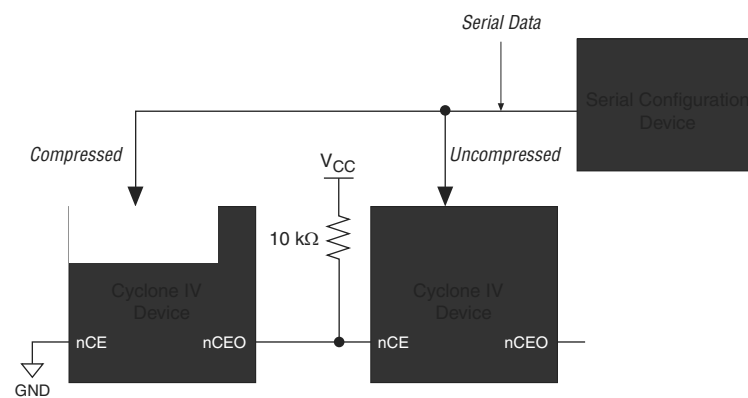 Serial Data
Serial Configuration
Device
Compressed
Uncompressed
VCC
10 kΩ
Cyclone IV
Device
Cyclone IV
Device
nCE
nCEO
nCE
nCEO
GND